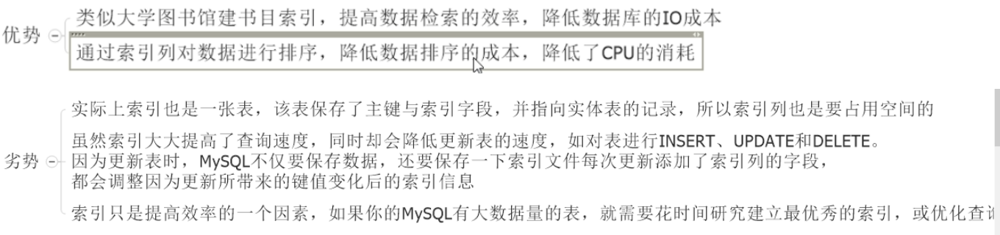 优势
类似大学图书馆建书目索引，提高数据检索的效率，降低数据库的IO成本
通过索引列对数据进行排序，降低数据排序的成本，降低了CPU的消耗
劣势
实际上索引也是一张表，该表保存了主键与索引字段，并指向实体表的记录，所以索引列也是要占用空间的
虽然索引大大提高了查询速度，同时却会降低更新表的速度，如对表进行INSERT、UPDATE和DELETE。
因为更新表时，MySQL不仅要保存数据，还要保存一下索引文件每次更新添加了索引列的字段，
都会调整因为更新所带来的键值变化后的索引信息
索引只是提高效率的一个因素，如果你的MySQL有大数据量的表，就需要花时间研究建立最优秀的索引，或优化查